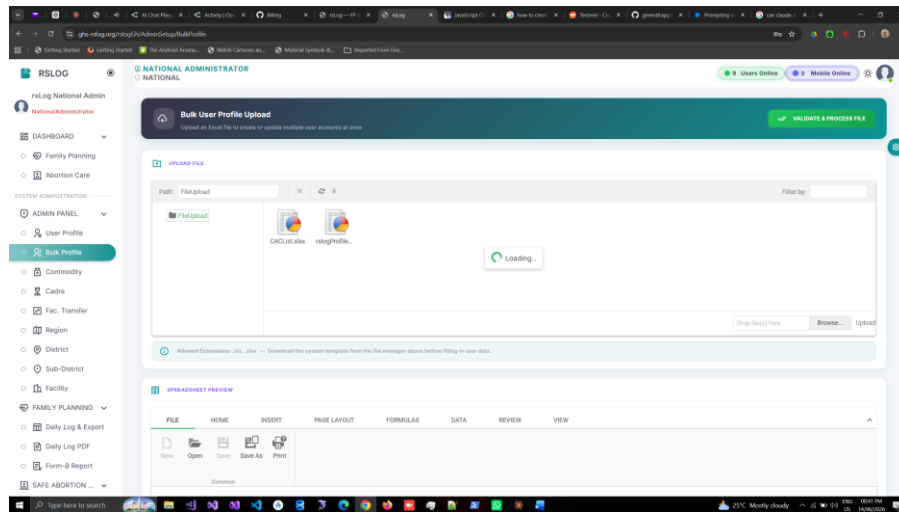 AI Chat Play
Activity | Op
Billing
rsLog — FP /
rsLog
JavaScript C
how to cre
Testreel - Cr
greenthapp
Prompting
can claude
ghs-rslog.org/rslogGh/AdminSetup/BulkProfile
Getting Started
Getting Started
The Android Arsena...
Watch Cartoons an...
Material Symbols &...
Imported From Fire...
RSLOG
NATIONAL ADMINISTRATOR
NATIONAL
9 Users Online
3 Mobile Online
rsLog National Admin
NationalAdministrator
DASHBOARD
Family Planning
Abortion Care
SYSTEM ADMINISTRATION
ADMIN PANEL
User Profile
Bulk Profile
Commodity
Cadre
Fac. Transfer
Region
District
Sub-District
Facility
FAMILY PLANNING
Daily Log & Export
Daily Log PDF
Form-B Report
SAFE ABORTION ...
Bulk User Profile Upload
Upload an Excel file to create or update multiple user accounts at once
VALIDATE & PROCESS FILE
UPLOAD FILE
Path: FileUpload
Filter by:
FileUpload
CACList.xlsx
rslogProfile...
Loading...
Drop file(s) here
Browse...
Upload
Allowed Extensions: .xls, .xlsx — Download the system template from the file manager above before filling in user data.
SPREADSHEET PREVIEW
FILE HOME INSERT PAGE LAYOUT FORMULAS DATA REVIEW VIEW
New Open Save Save As Print
Common
Type here to search
25°C Mostly cloudy
ENG
US
14/06/2026